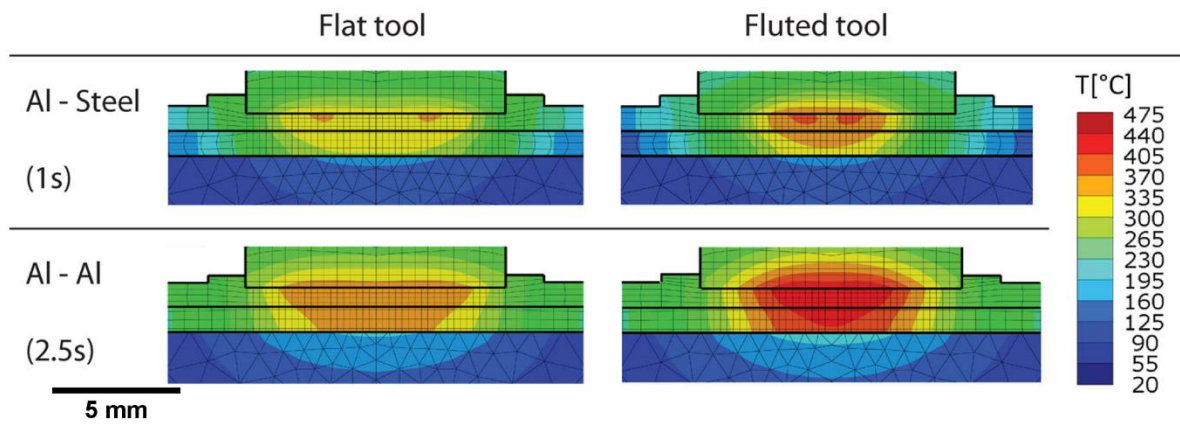 Flat tool
Fluted tool
Al - Steel
(1s)
Al - Al
(2.5s)
5 mm
T[°C]
475
440
405
370
335
300
265
230
195
160
125
90
55
20